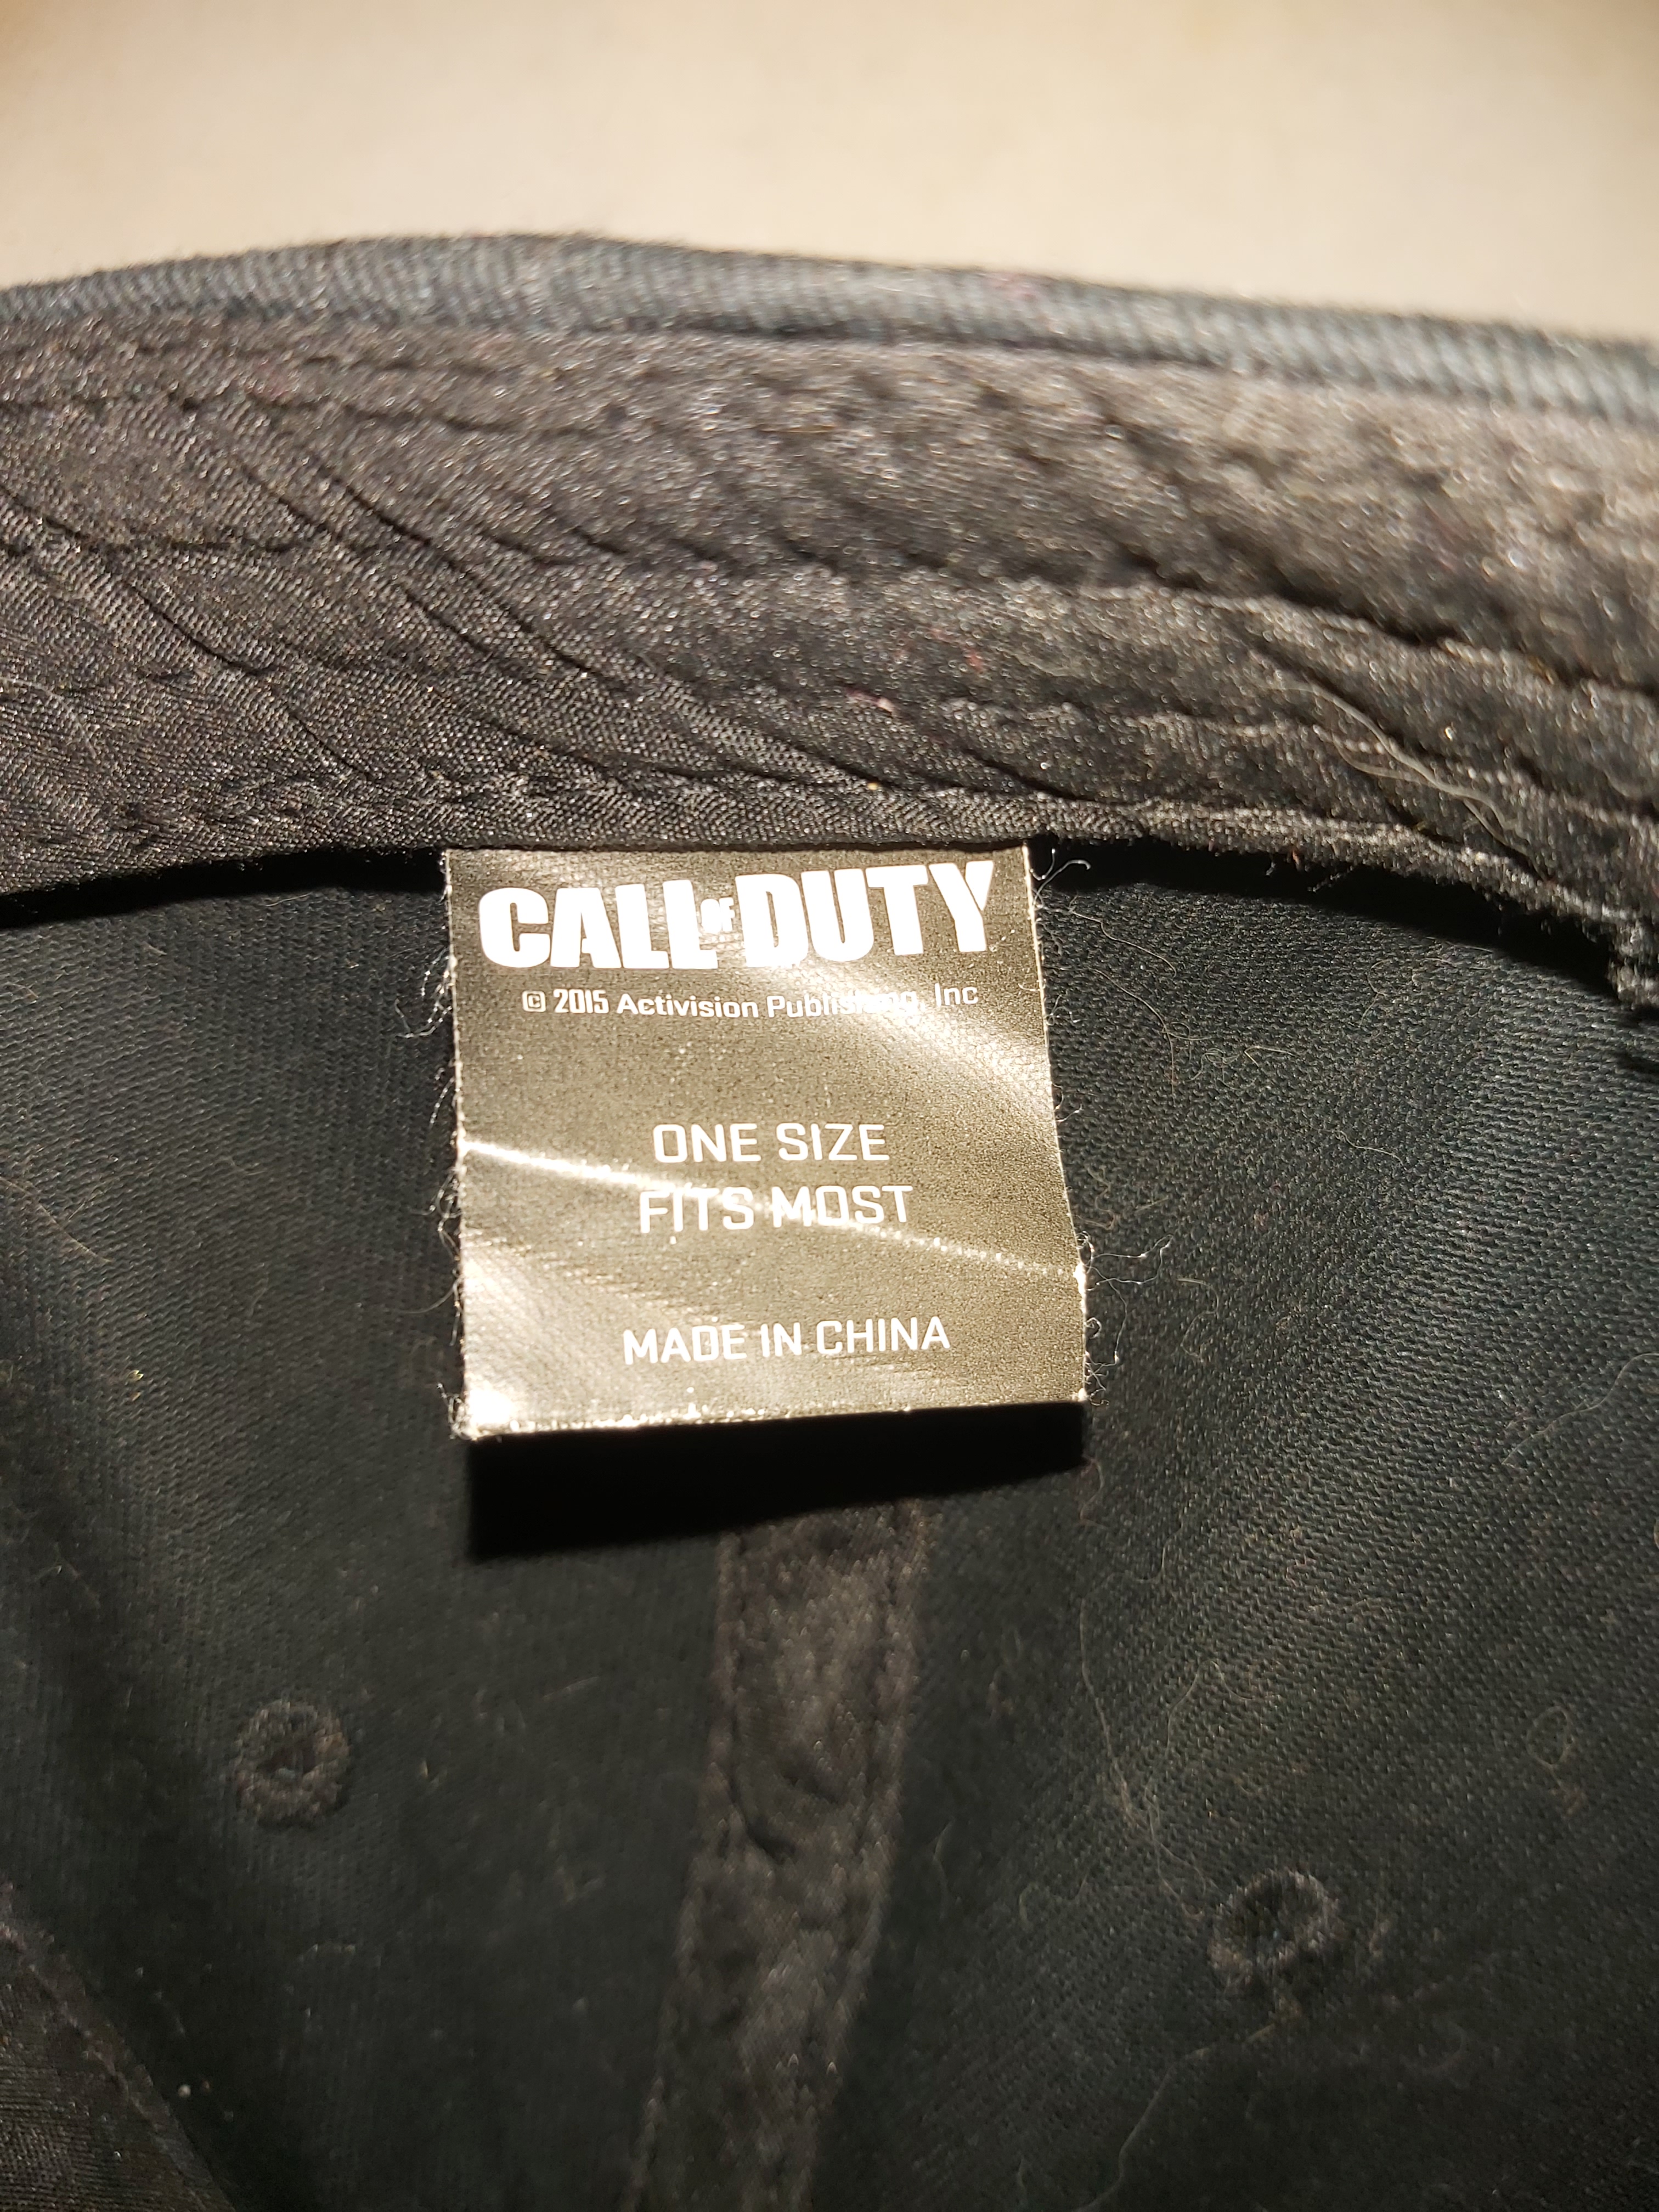 CALL OF DUTY
© 2015 Activision Publishing, Inc
ONE SIZE
FITS MOST
MADE IN CHINA